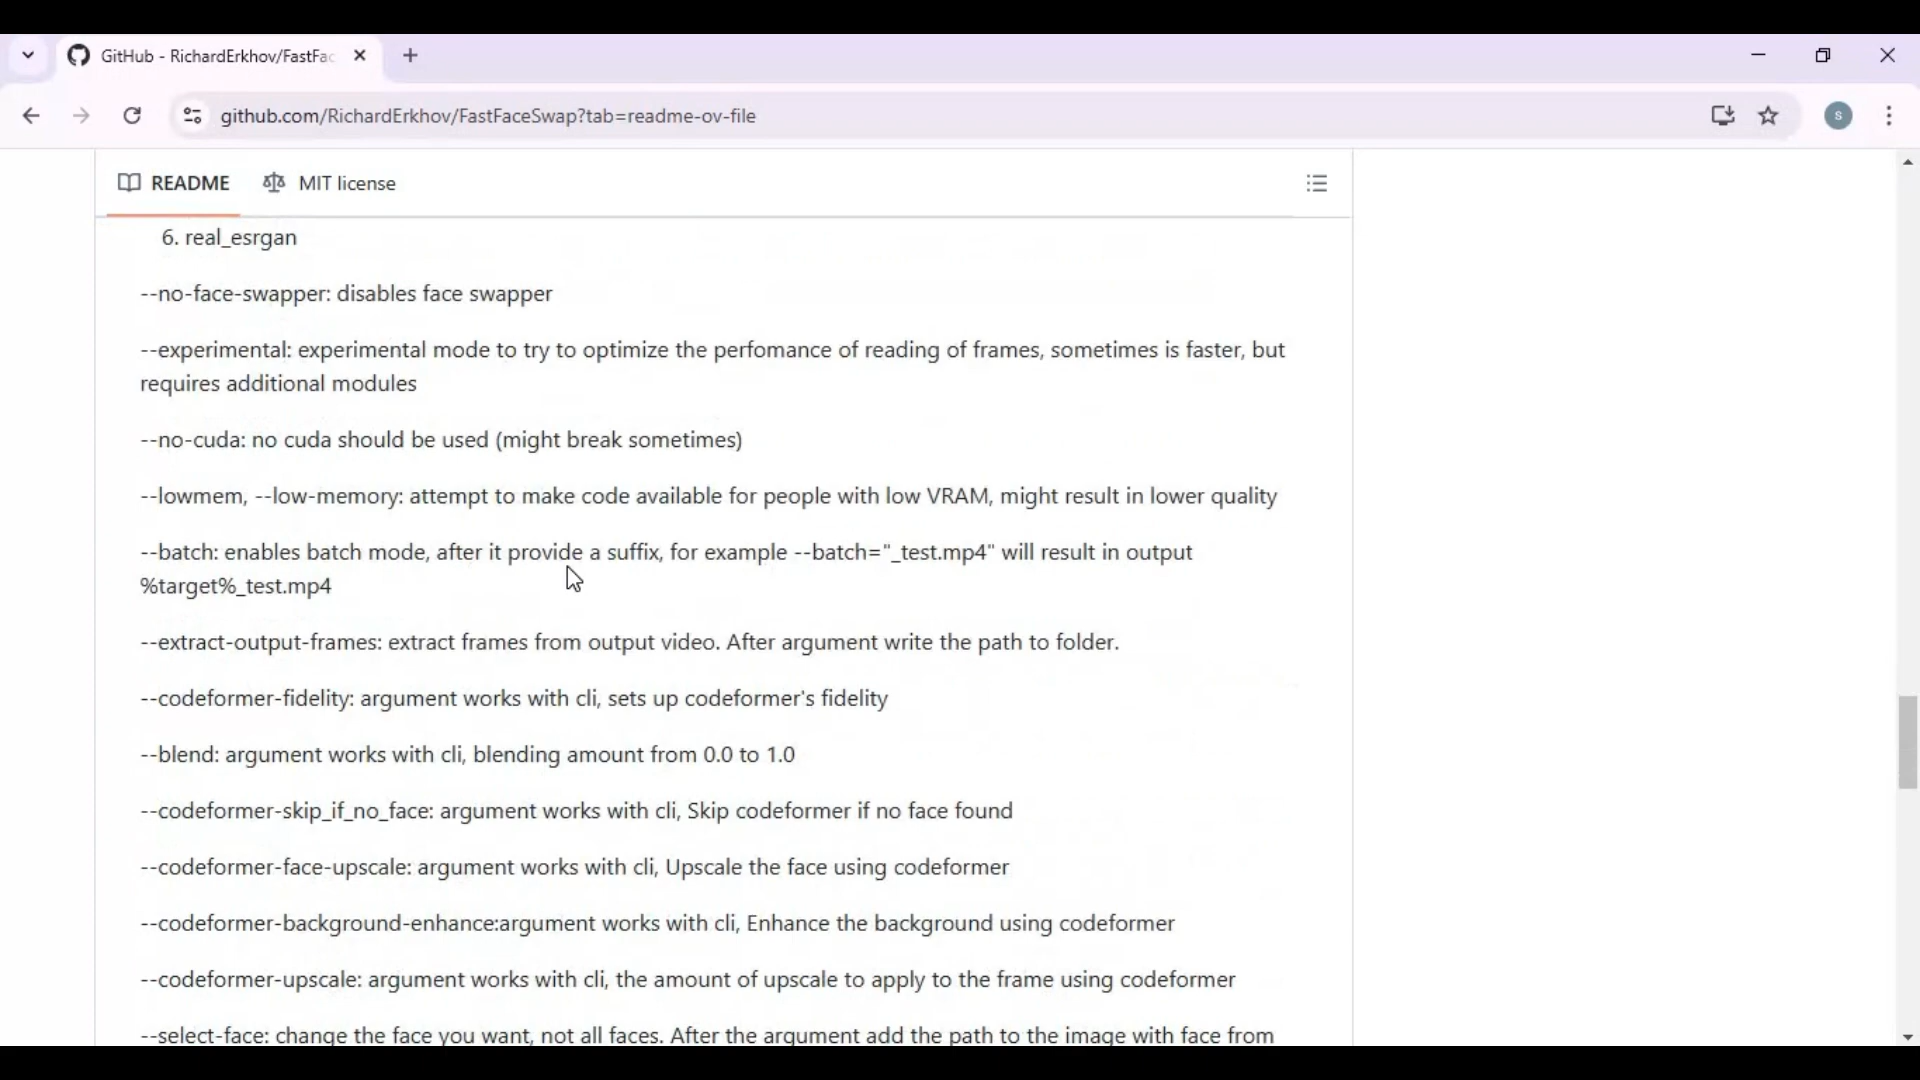 GitHub - RichardErkhov/FastFac
github.com/RichardErkhov/FastFaceSwap?tab=readme-ov-file
s
README
MIT license
6. real_esrgan
--no-face-swapper: disables face swapper
--experimental: experimental mode to try to optimize the perfomance of reading of frames, sometimes is faster, but
requires additional modules
--no-cuda: no cuda should be used (might break sometimes)
--lowmem, --low-memory: attempt to make code available for people with low VRAM, might result in lower quality
--batch: enables batch mode, after it provide a suffix, for example --batch="_test.mp4" will result in output
%target%_test.mp4
--extract-output-frames: extract frames from output video. After argument write the path to folder.
--codeformer-fidelity: argument works with cli, sets up codeformer's fidelity
--blend: argument works with cli, blending amount from 0.0 to 1.0
--codeformer-skip_if_no_face: argument works with cli, Skip codeformer if no face found
--codeformer-face-upscale: argument works with cli, Upscale the face using codeformer
--codeformer-background-enhance:argument works with cli, Enhance the background using codeformer
--codeformer-upscale: argument works with cli, the amount of upscale to apply to the frame using codeformer
--select-face: change the face you want, not all faces. After the argument add the path to the image with face from